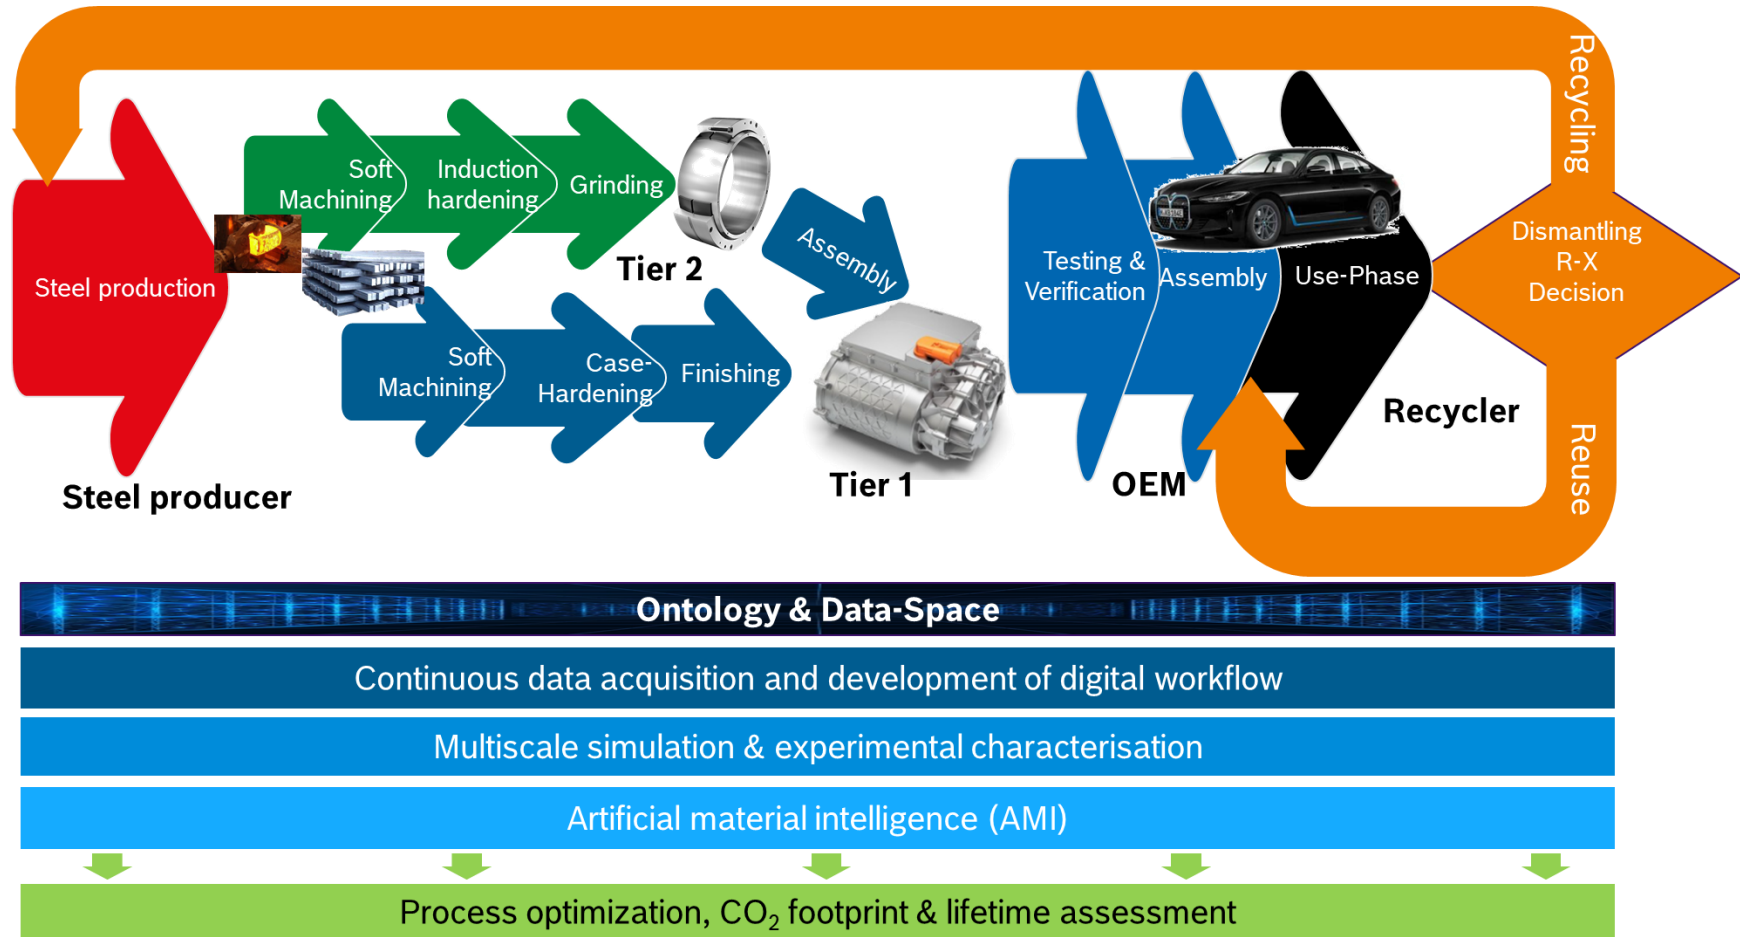 Recycling
Soft
Machining
Induction
hardening
Grinding
Tier 2
Assembly
Steel production
Soft
Machining
Case-
Hardening
Finishing
Testing &
Verification
Assembly
Use-Phase
Dismantling
R-X
Decision
Recycler
Reuse
Steel producer
Tier 1
OEM
Ontology & Data-Space
Continuous data acquisition and development of digital workflow
Multiscale simulation & experimental characterisation
Artificial material intelligence (AMI)
Process optimization, CO₂ footprint & lifetime assessment